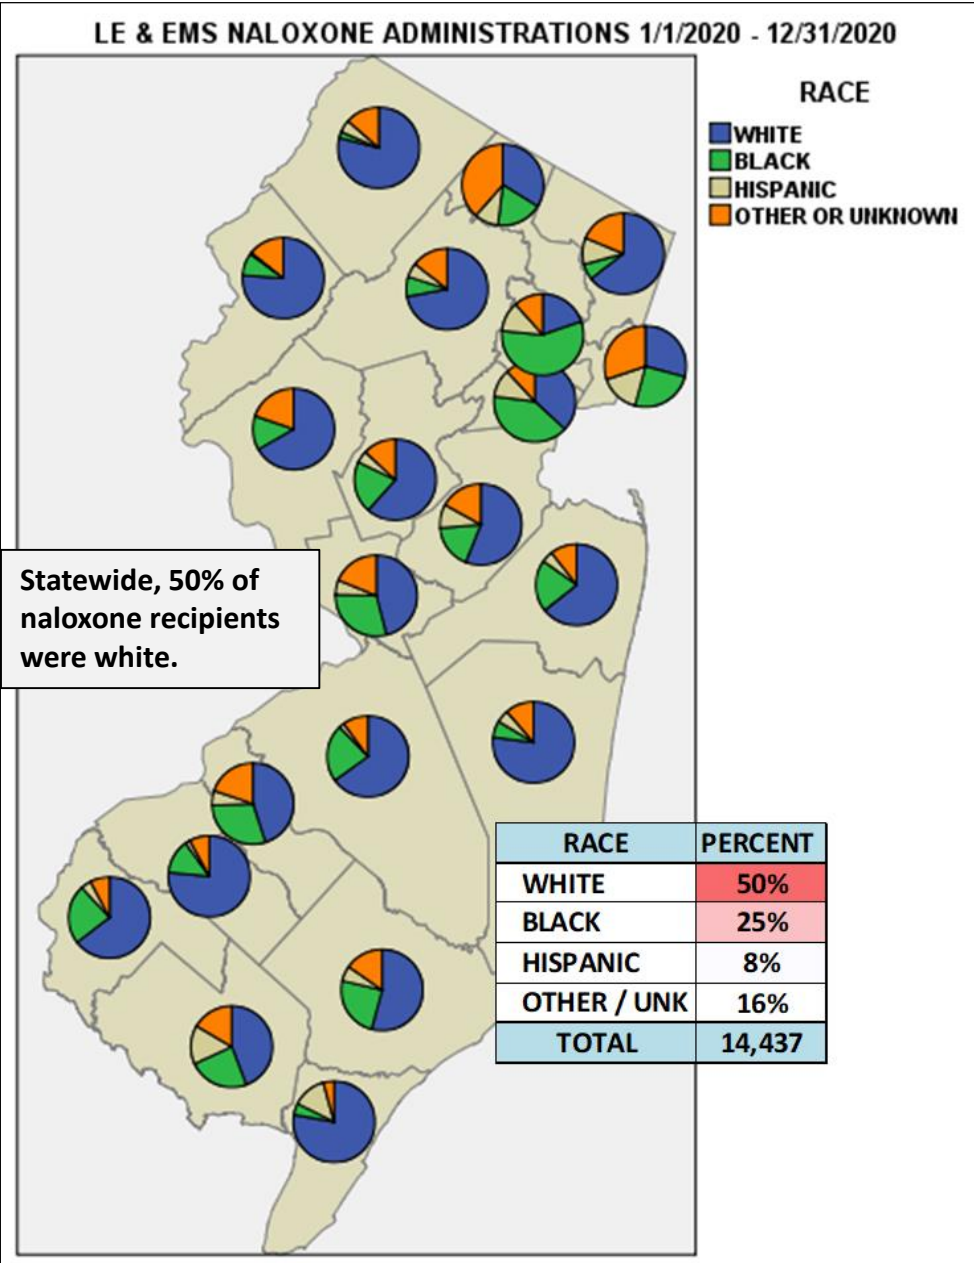 LE & EMS NALOXONE ADMINISTRATIONS 1/1/2020 - 12/31/2020
RACE
WHITE
BLACK
HISPANIC
OTHER OR UNKNOWN
Statewide, 50% of
naloxone recipients
were white.
RACE PERCENT
WHITE 50%
BLACK 25%
HISPANIC 8%
OTHER / UNK 16%
TOTAL 14,437